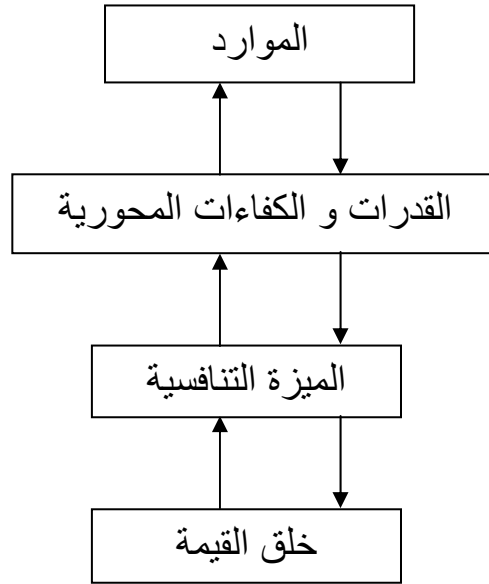 الموارد
القدرات و الكفاءات المحورية
الميزة التنافسية
خلق القيمة